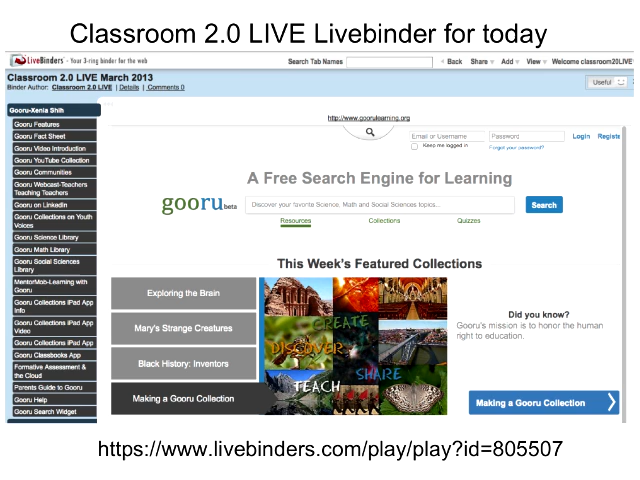 Classroom 2.0 LIVE Livebinder for today
LiveBinders - Your 3-ring binder for the web
Search Tab Names
Back Share Add View Welcome classroom20LIVE
Classroom 2.0 LIVE March 2013
Binder Author: Classroom 2.0 LIVE | Details | Comments 0
Useful
Gooru-Xenia Shih
Gooru Features
Gooru Fact Sheet
Gooru Video Introduction
Gooru YouTube Collection
Gooru Communities
Gooru Webcast-Teachers
Teaching Teachers
Gooru on LinkedIn
Gooru Collections on Youth
Voices
Gooru Science Library
Gooru Math Library
Gooru Social Sciences
Library
MentorMob-Learning with
Gooru
Gooru Collections iPad App
Info
Gooru Collections iPad App
Video
Gooru Collections iPad App
Gooru Classbooks App
Formative Assessment &
the Cloud
Parents Guide to Gooru
Gooru Help
Gooru Search Widget
http://www.goorulearning.org
Email or Username
Password
Login Registe
Keep me logged in
Forgot your password?
A Free Search Engine for Learning
gooru beta
Discover your favorite Science, Math and Social Sciences topics...
Search
Resources
Collections
Quizzes
This Week's Featured Collections
Exploring the Brain
Mary's Strange Creatures
Black History: Inventors
Making a Gooru Collection
CREATE
DISCOVER
SHARE
TEACH
Did you know?
Gooru's mission is to honor the human
right to education.
Making a Gooru Collection
https://www.livebinders.com/play/play?id=805507